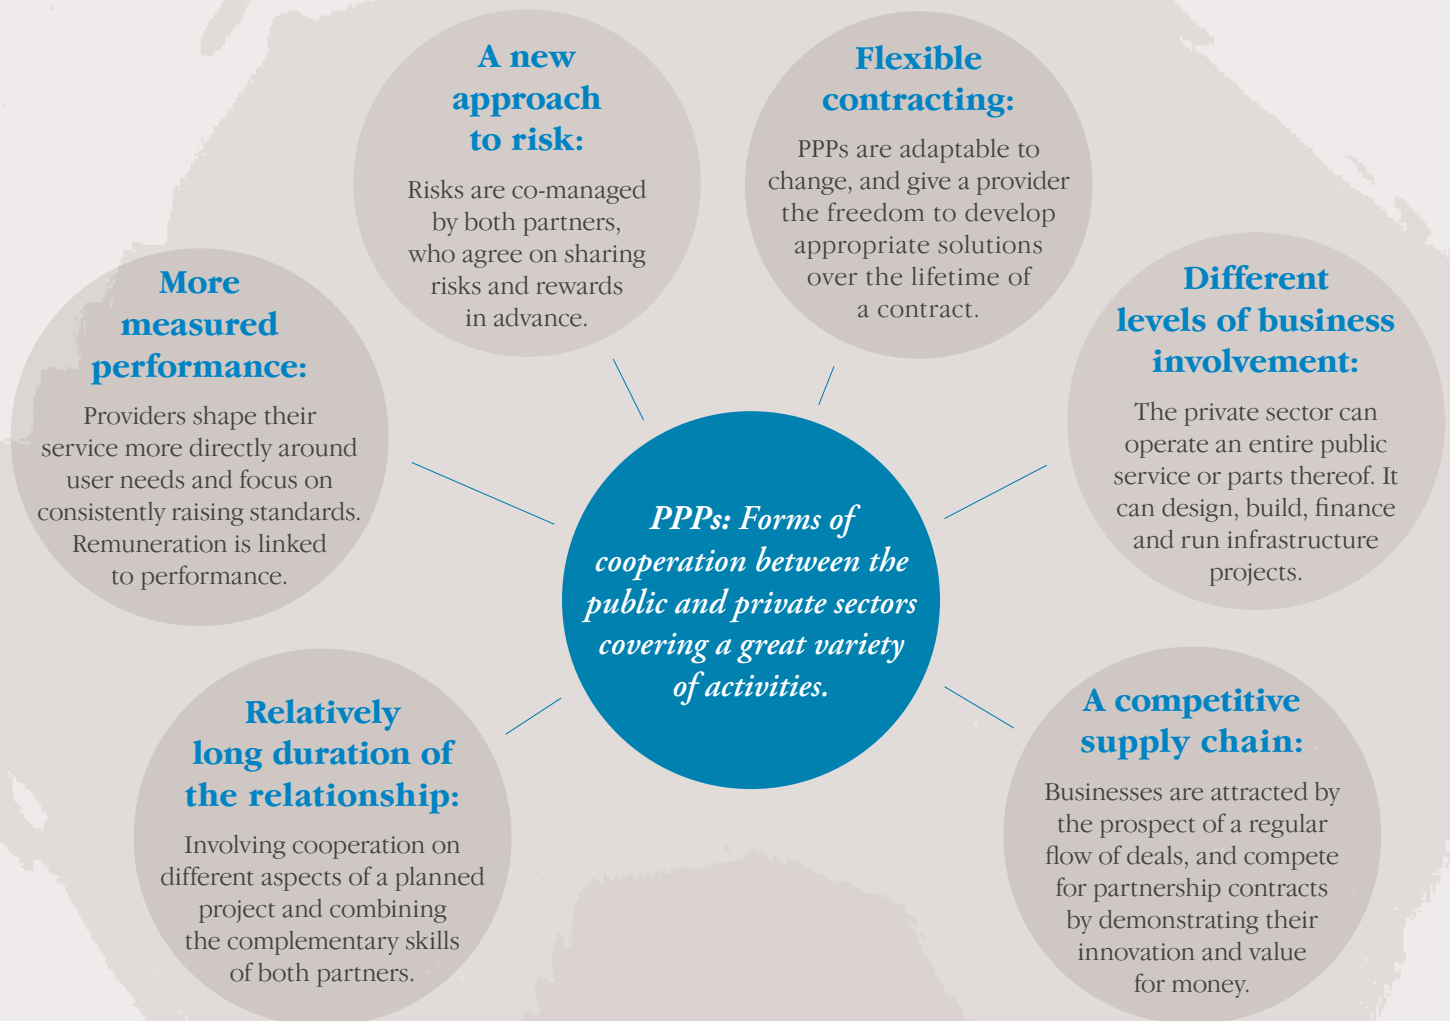 A new
approach
to risk:
Risks are co-managed
by both partners,
who agree on sharing
risks and rewards
in advance.
Flexible
contracting:
PPPs are adaptable to
change, and give a provider
the freedom to develop
appropriate solutions
over the lifetime of
a contract.
More
measured
performance:
Providers shape their
service more directly around
user needs and focus on
consistently raising standards.
Remuneration is linked
to performance.
Different
levels of business
involvement:
The private sector can
operate an entire public
service or parts thereof. It
can design, build, finance
and run infrastructure
projects.
PPPs: Forms of
cooperation between the
public and private sectors
covering a great variety
of activities.
Relatively
long duration of
the relationship:
Involving cooperation on
different aspects of a planned
project and combining
the complementary skills
of both partners.
A competitive
supply chain:
Businesses are attracted by
the prospect of a regular
flow of deals, and compete
for partnership contracts
by demonstrating their
innovation and value
for money.